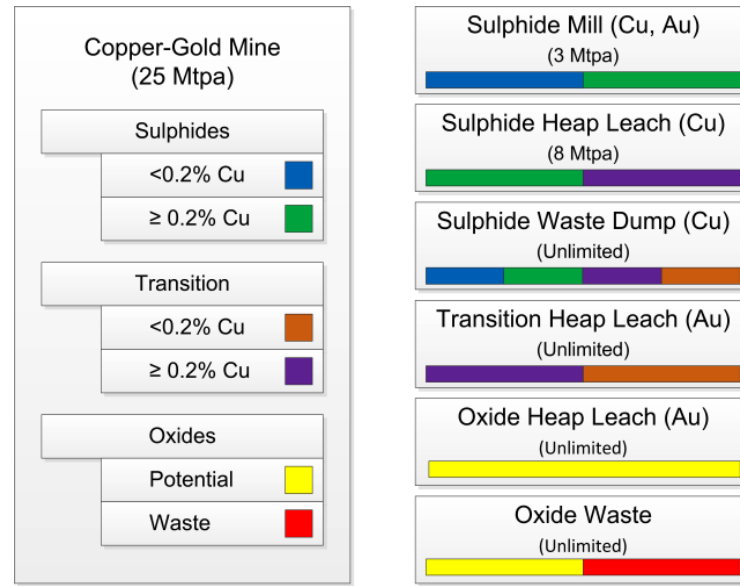 Copper-Gold Mine
(25 Mtpa)
Sulphides
<0.2% Cu
≥ 0.2% Cu
Transition
<0.2% Cu
≥ 0.2% Cu
Oxides
Potential
Waste
Sulphide Mill (Cu, Au)
(3 Mtpa)
Sulphide Heap Leach (Cu)
(8 Mtpa)
Sulphide Waste Dump (Cu)
(Unlimited)
Transition Heap Leach (Au)
(Unlimited)
Oxide Heap Leach (Au)
(Unlimited)
Oxide Waste
(Unlimited)